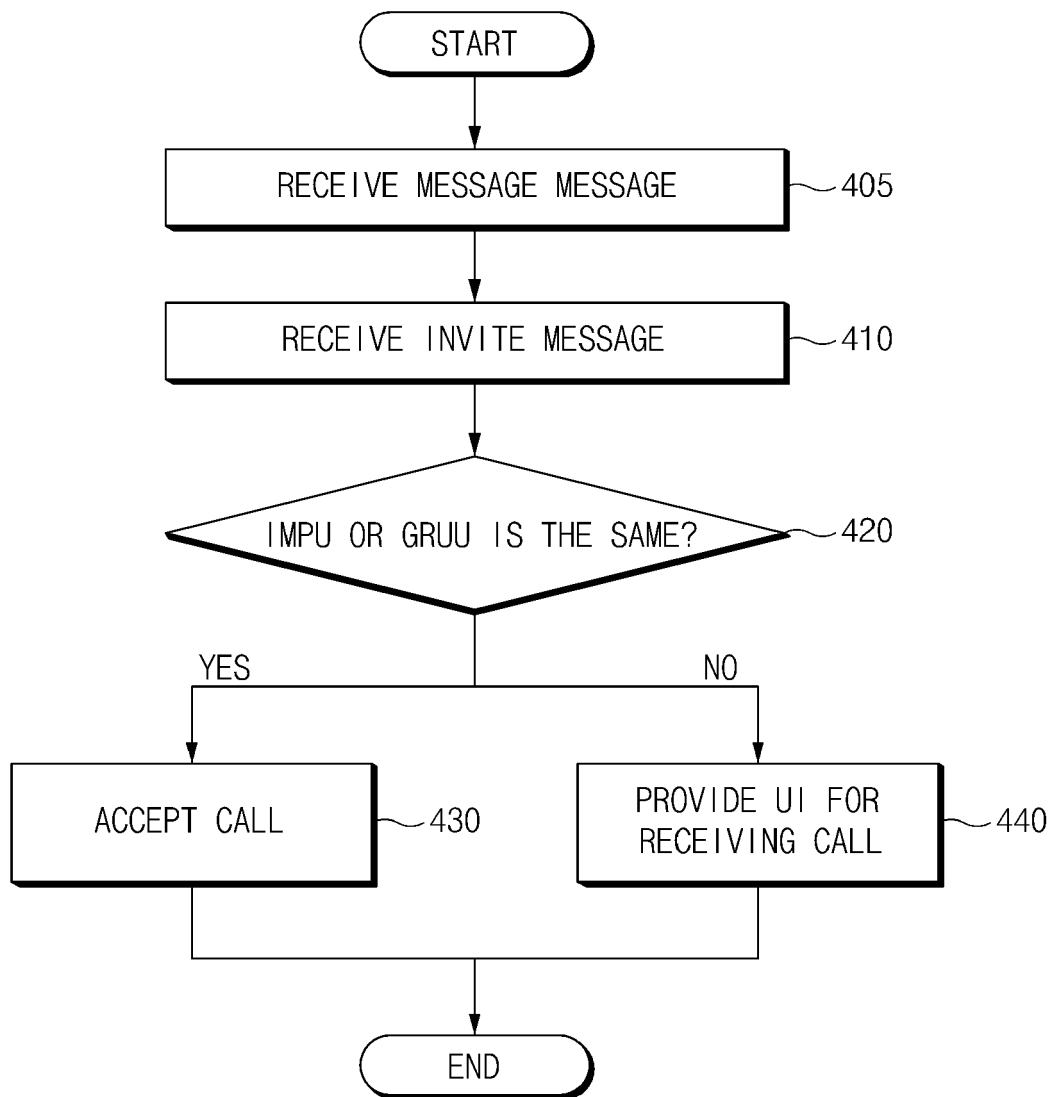 START
RECEIVE MESSAGE MESSAGE
405
RECEIVE INVITE MESSAGE
410
IMPU OR GRUU IS THE SAME?
420
YES
NO
ACCEPT CALL
430
PROVIDE UI FOR
RECEIVING CALL
440
END